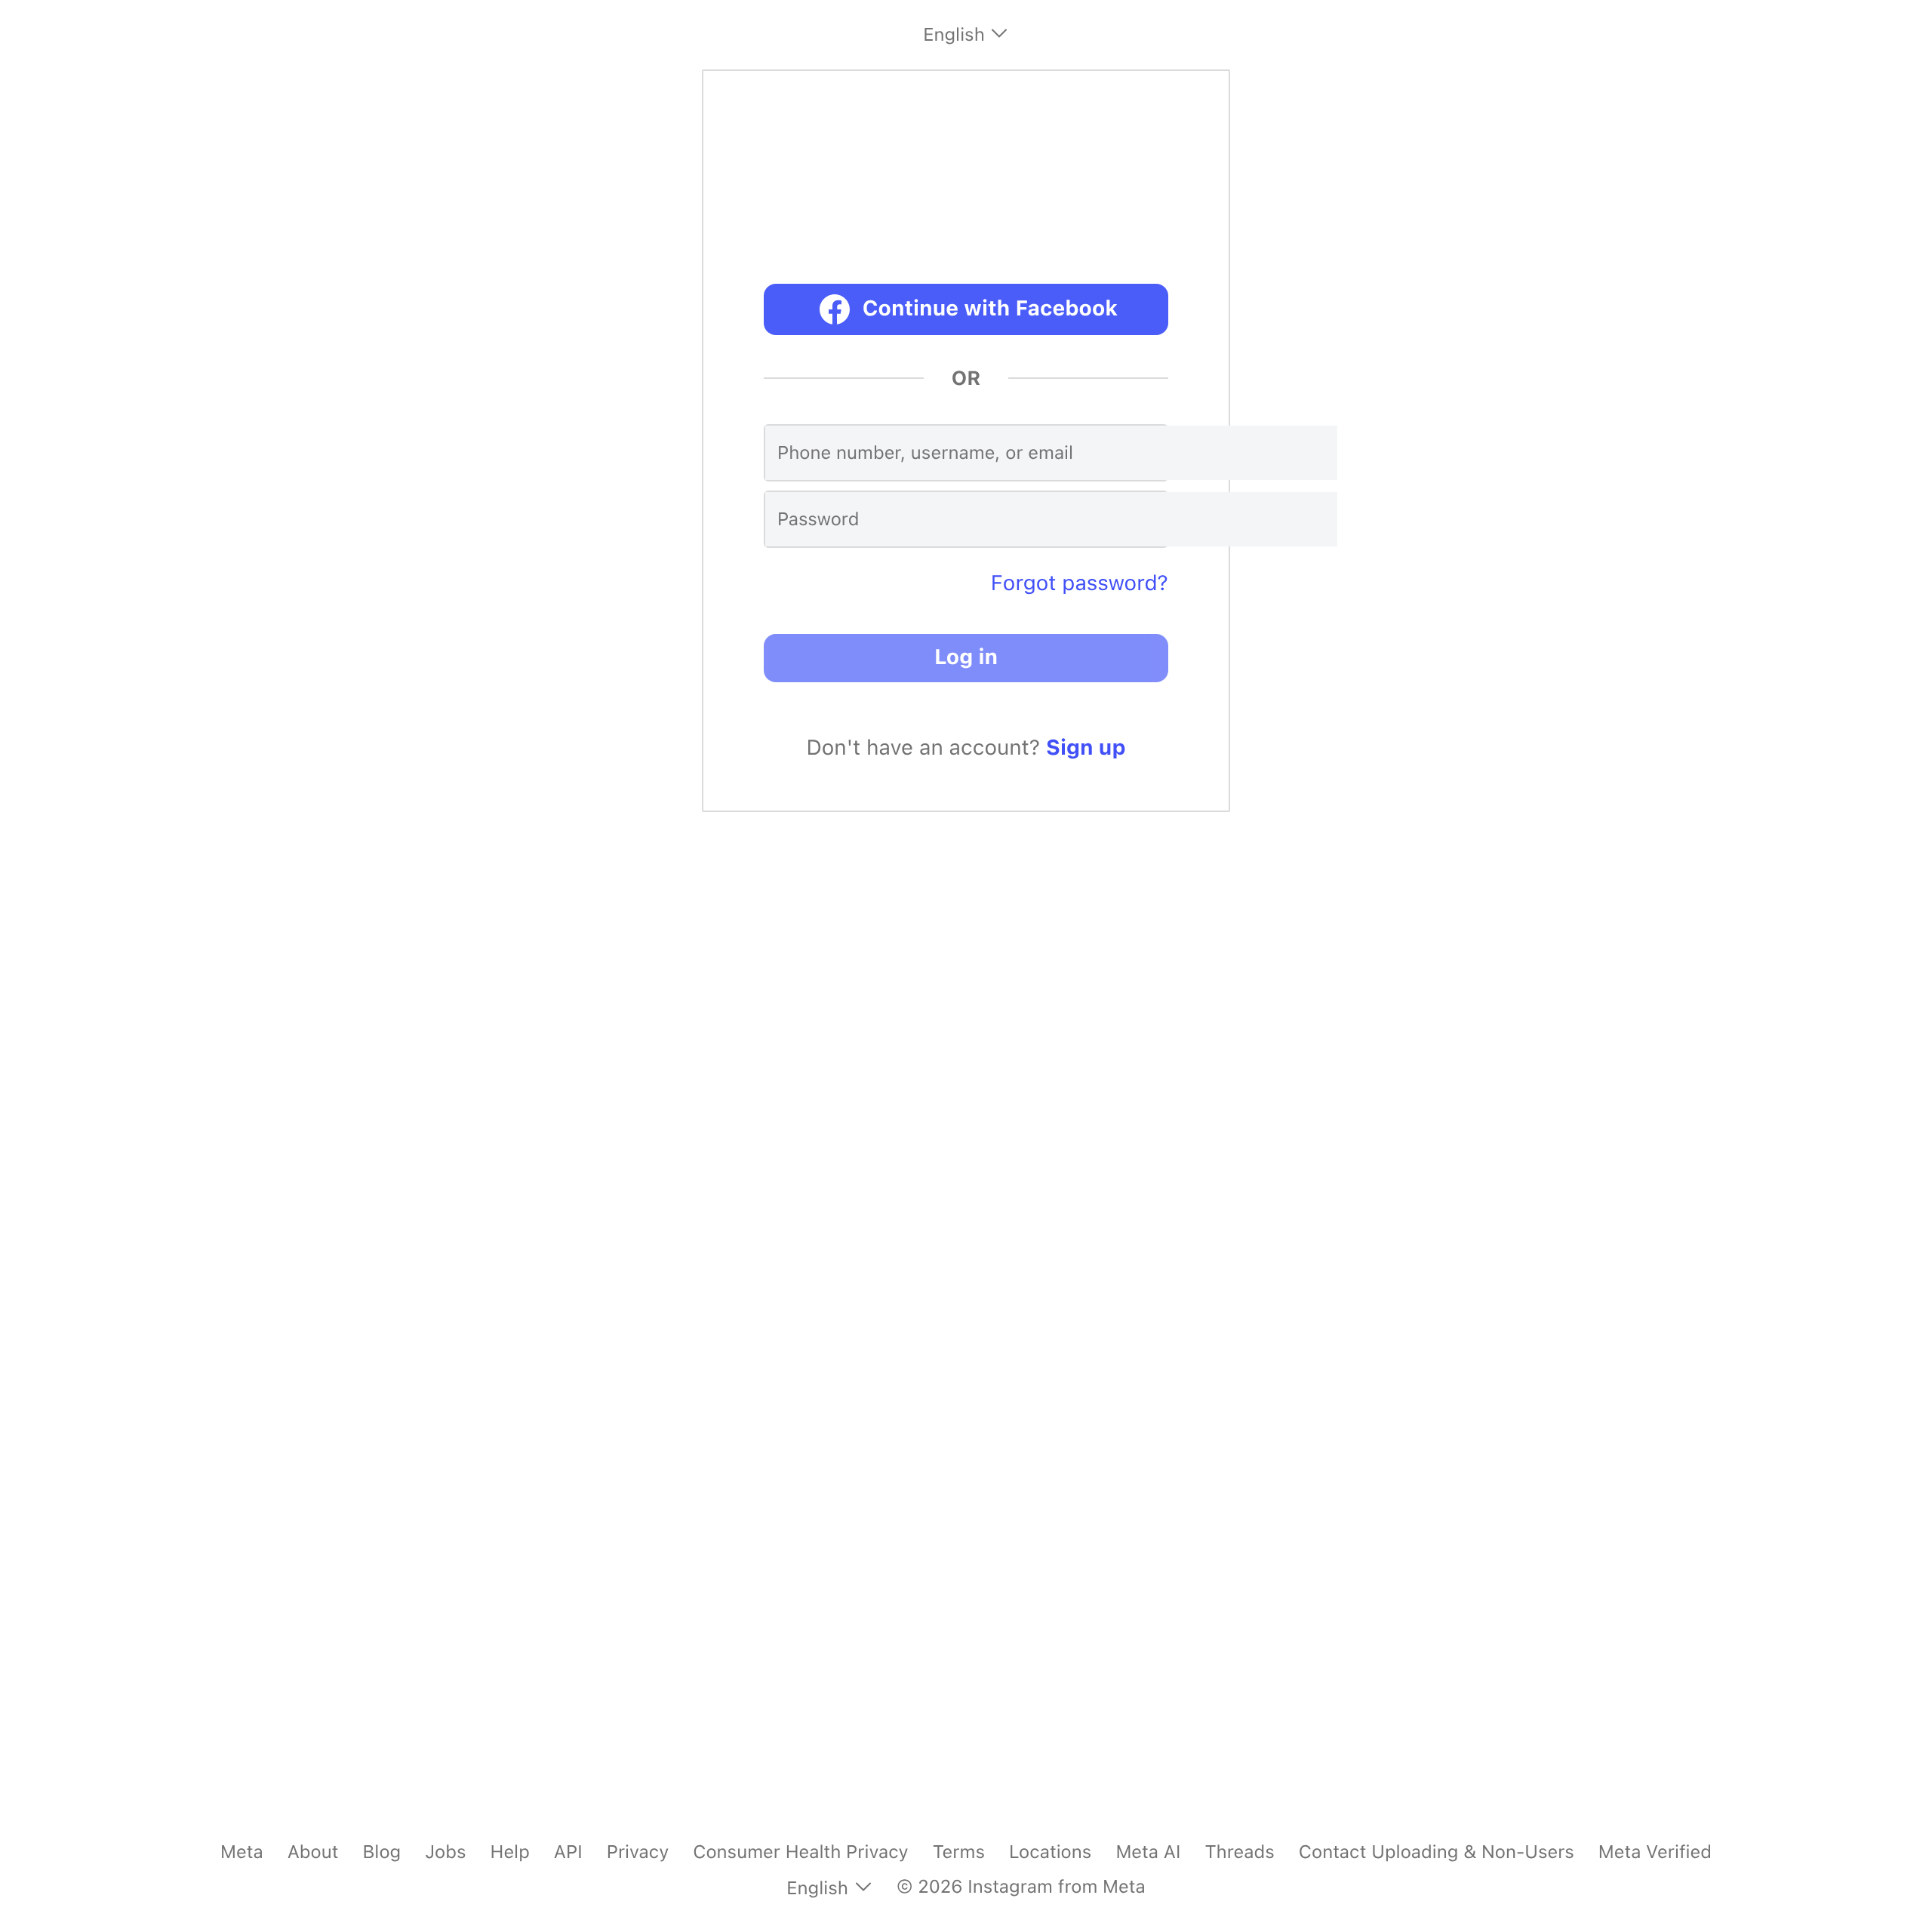 English
Continue with Facebook
OR
Phone number, username, or email
Password
Forgot password?
Log in
Don't have an account? Sign up
Meta About Blog Jobs Help API Privacy Consumer Health Privacy Terms Locations Meta AI Threads Contact Uploading & Non-Users Meta Verified
English © 2026 Instagram from Meta